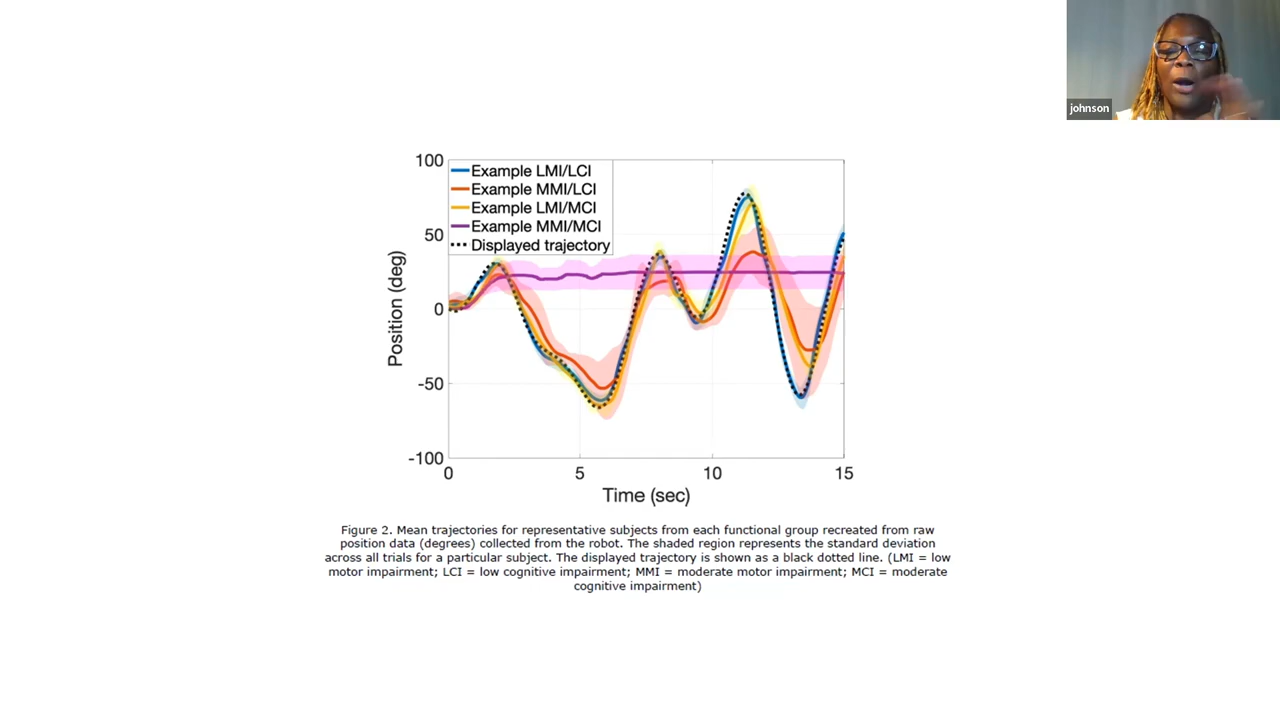 johnson
100
50
0
-50
-100
Position (deg)
Example LMI/LCI
Example MMI/LCI
Example LMI/MCI
Example MMI/MCI
Displayed trajectory
0 5 10 15
Time (sec)
Figure 2. Mean trajectories for representative subjects from each functional group recreated from raw
position data (degrees) collected from the robot. The shaded region represents the standard deviation
across all trials for a particular subject. The displayed trajectory is shown as a black dotted line. (LMI = low
motor impairment; LCI = low cognitive impairment; MMI = moderate motor impairment; MCI = moderate
cognitive impairment)